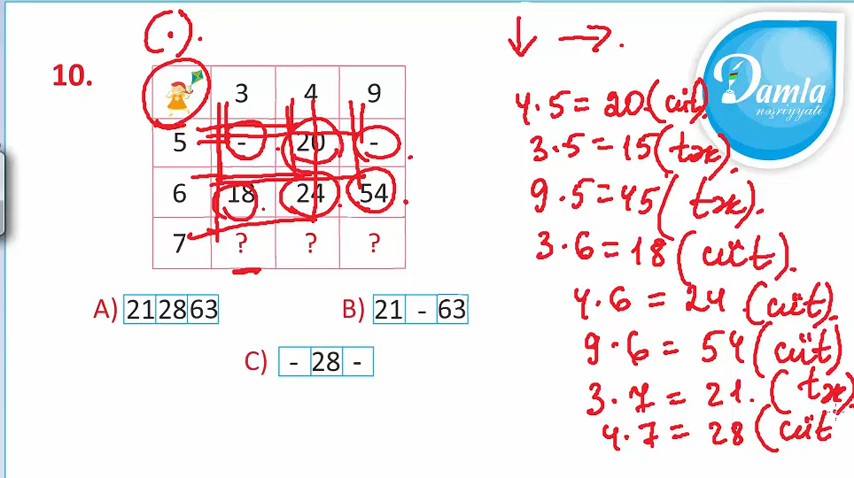 10.
3 4 9
5 - 20 -
6 18 24 54
7 ? ? ?
A) 21 28 63
B) 21 - 63
C) - 28 -
Damla
nəşriyyatı
4·5=20(cüt)
3·5=15(tək)
9·5=45(tək)
3·6=18(cüt)
4·6=24(cüt)
9·6=54(cüt)
3·7=21.(tək)
4·7=28(cüt